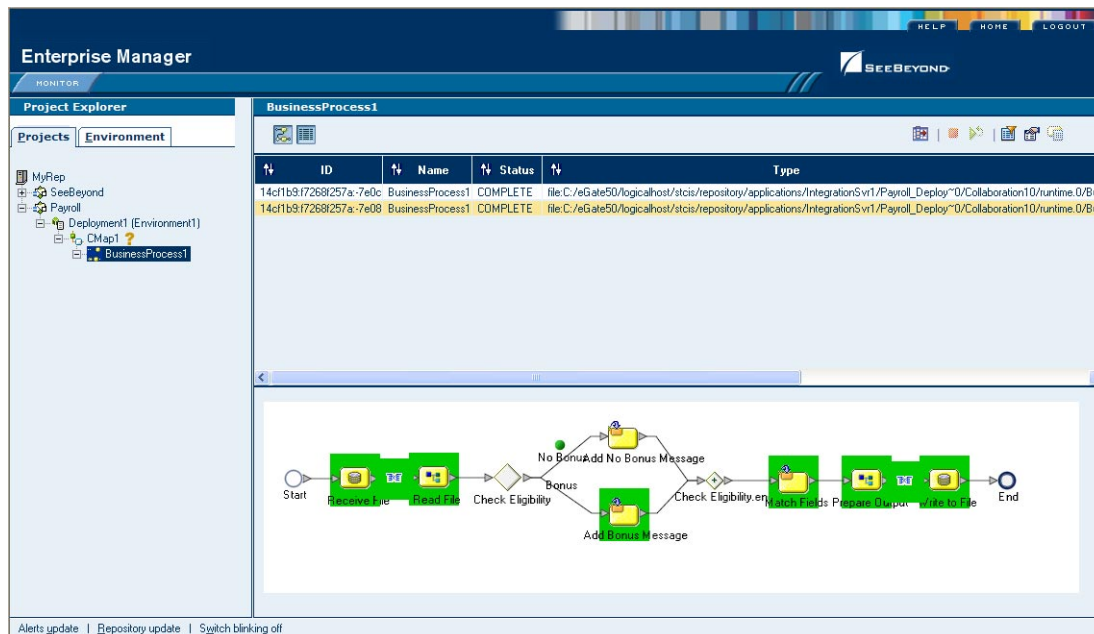 HELP HOME LOGOUT
Enterprise Manager
SEEBEYOND
MONITOR
Project Explorer
BusinessProcess1
Projects Environment
ID Name Status Type
MyRep
SeeBeyond
Payroll
Deployment1 (Environment1)
CMap1 ?
BusinessProcess1
14cf1b9:f7268f257a:-7e0c BusinessProcess1 COMPLETE file:C:/eGate50/logicalhost/stcis/repository/applications/IntegrationSvr1/Payroll_Deploy~0/Collaboration10/runtime.0/B
14cf1b9:f7268f257a:-7e08 BusinessProcess1 COMPLETE file:C:/eGate50/logicalhost/stcis/repository/applications/IntegrationSvr1/Payroll_Deploy~0/Collaboration10/runtime.0/B
No Bonus
Add No Bonus Message
Start
Receive File
Read File
Check Eligibility
Bonus
Check Eligibility.en
Match Fields
Prepare Output
Write to File
End
Add Bonus Message
Alerts update | Repository update | Switch blinking off